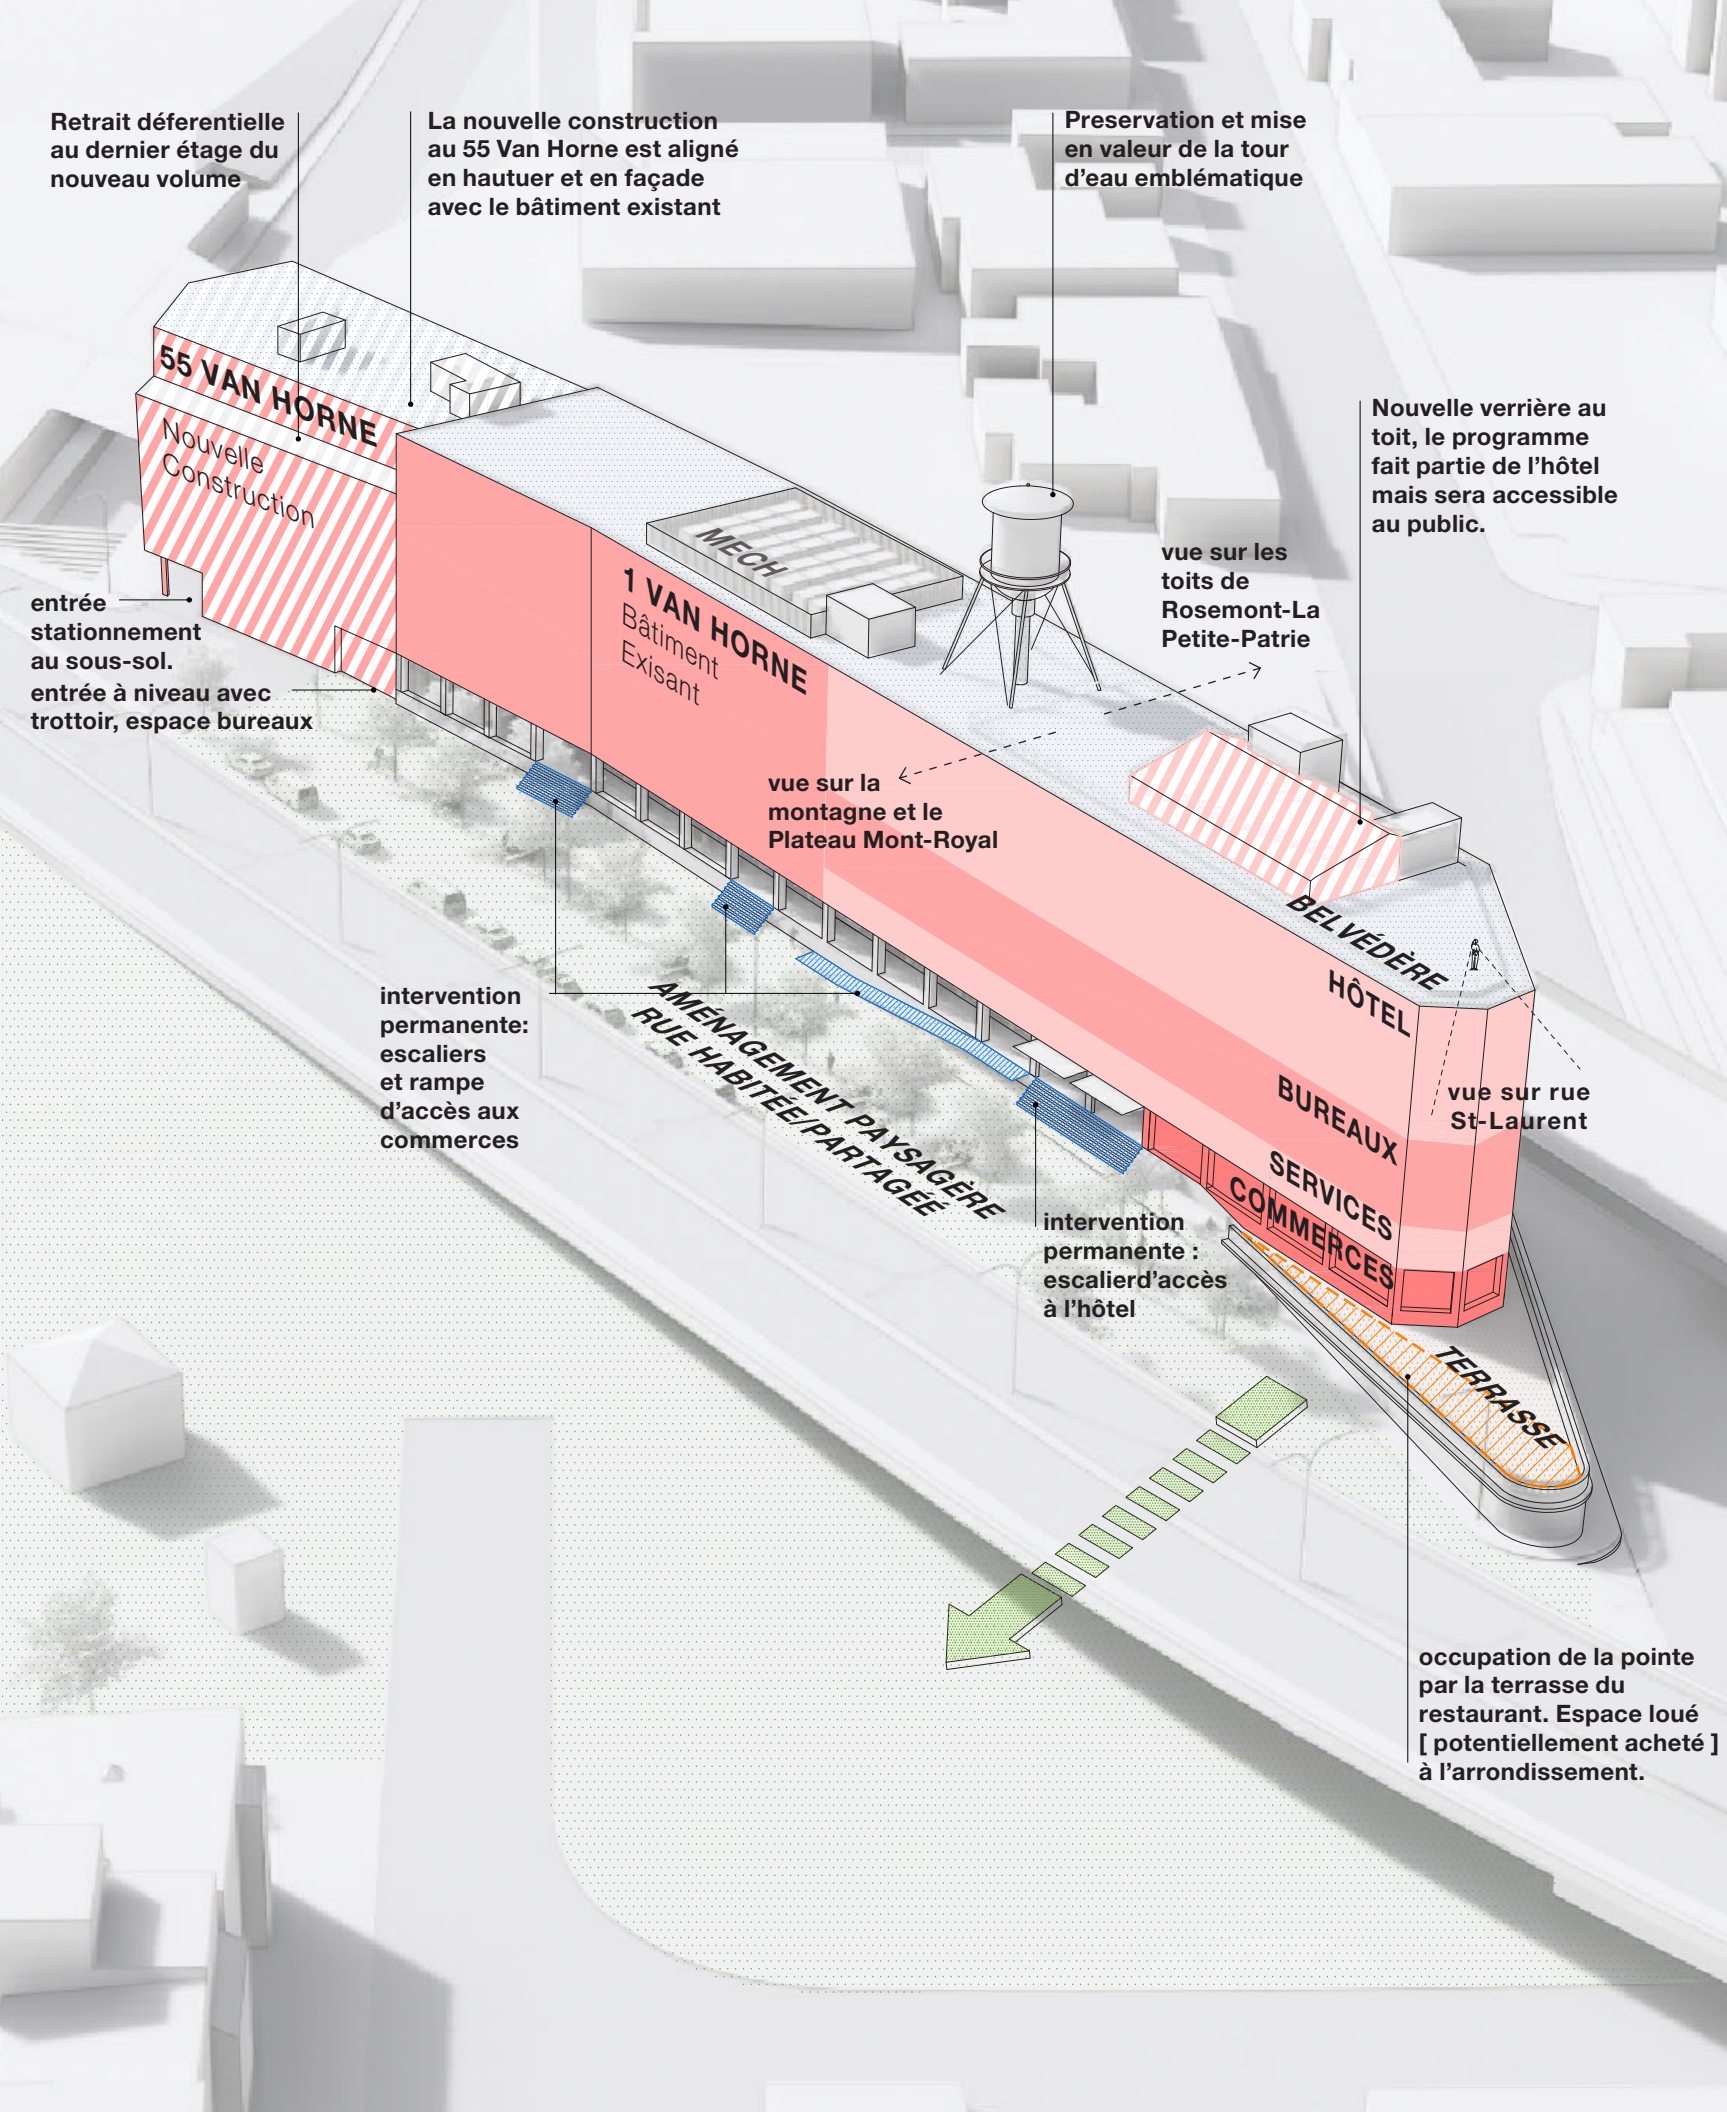 Retrait déferentielle
au dernier étage du
nouveau volume
La nouvelle construction
au 55 Van Horne est aligné
en hautuer et en façade
avec le bâtiment existant
Preservation et mise
en valeur de la tour
d'eau emblématique
55 VAN HORNE
Nouvelle
Construction
Nouvelle verrière au
toit, le programme
fait partie de l'hôtel
mais sera accessible
au public.
MECH
1 VAN HORNE
Bâtiment
Exisant
vue sur les
toits de
Rosemont-La
Petite-Patrie
entrée
stationnement
au sous-sol.
entrée à niveau avec
trottoir, espace bureaux
vue sur la
montagne et le
Plateau Mont-Royal
BELVÉDÈRE
HÔTEL
BUREAUX
SERVICES
COMMERCES
vue sur rue
St-Laurent
intervention
permanente:
escaliers
et rampe
d'accès aux
commerces
AMÉNAGEMENT PAYSAGÈRE
RUE HABITÉE/PARTAGÉÉ
intervention
permanente :
escalierd'accès
à l'hôtel
TERRASSE
occupation de la pointe
par la terrasse du
restaurant. Espace loué
[ potentiellement acheté ]
à l'arrondissement.